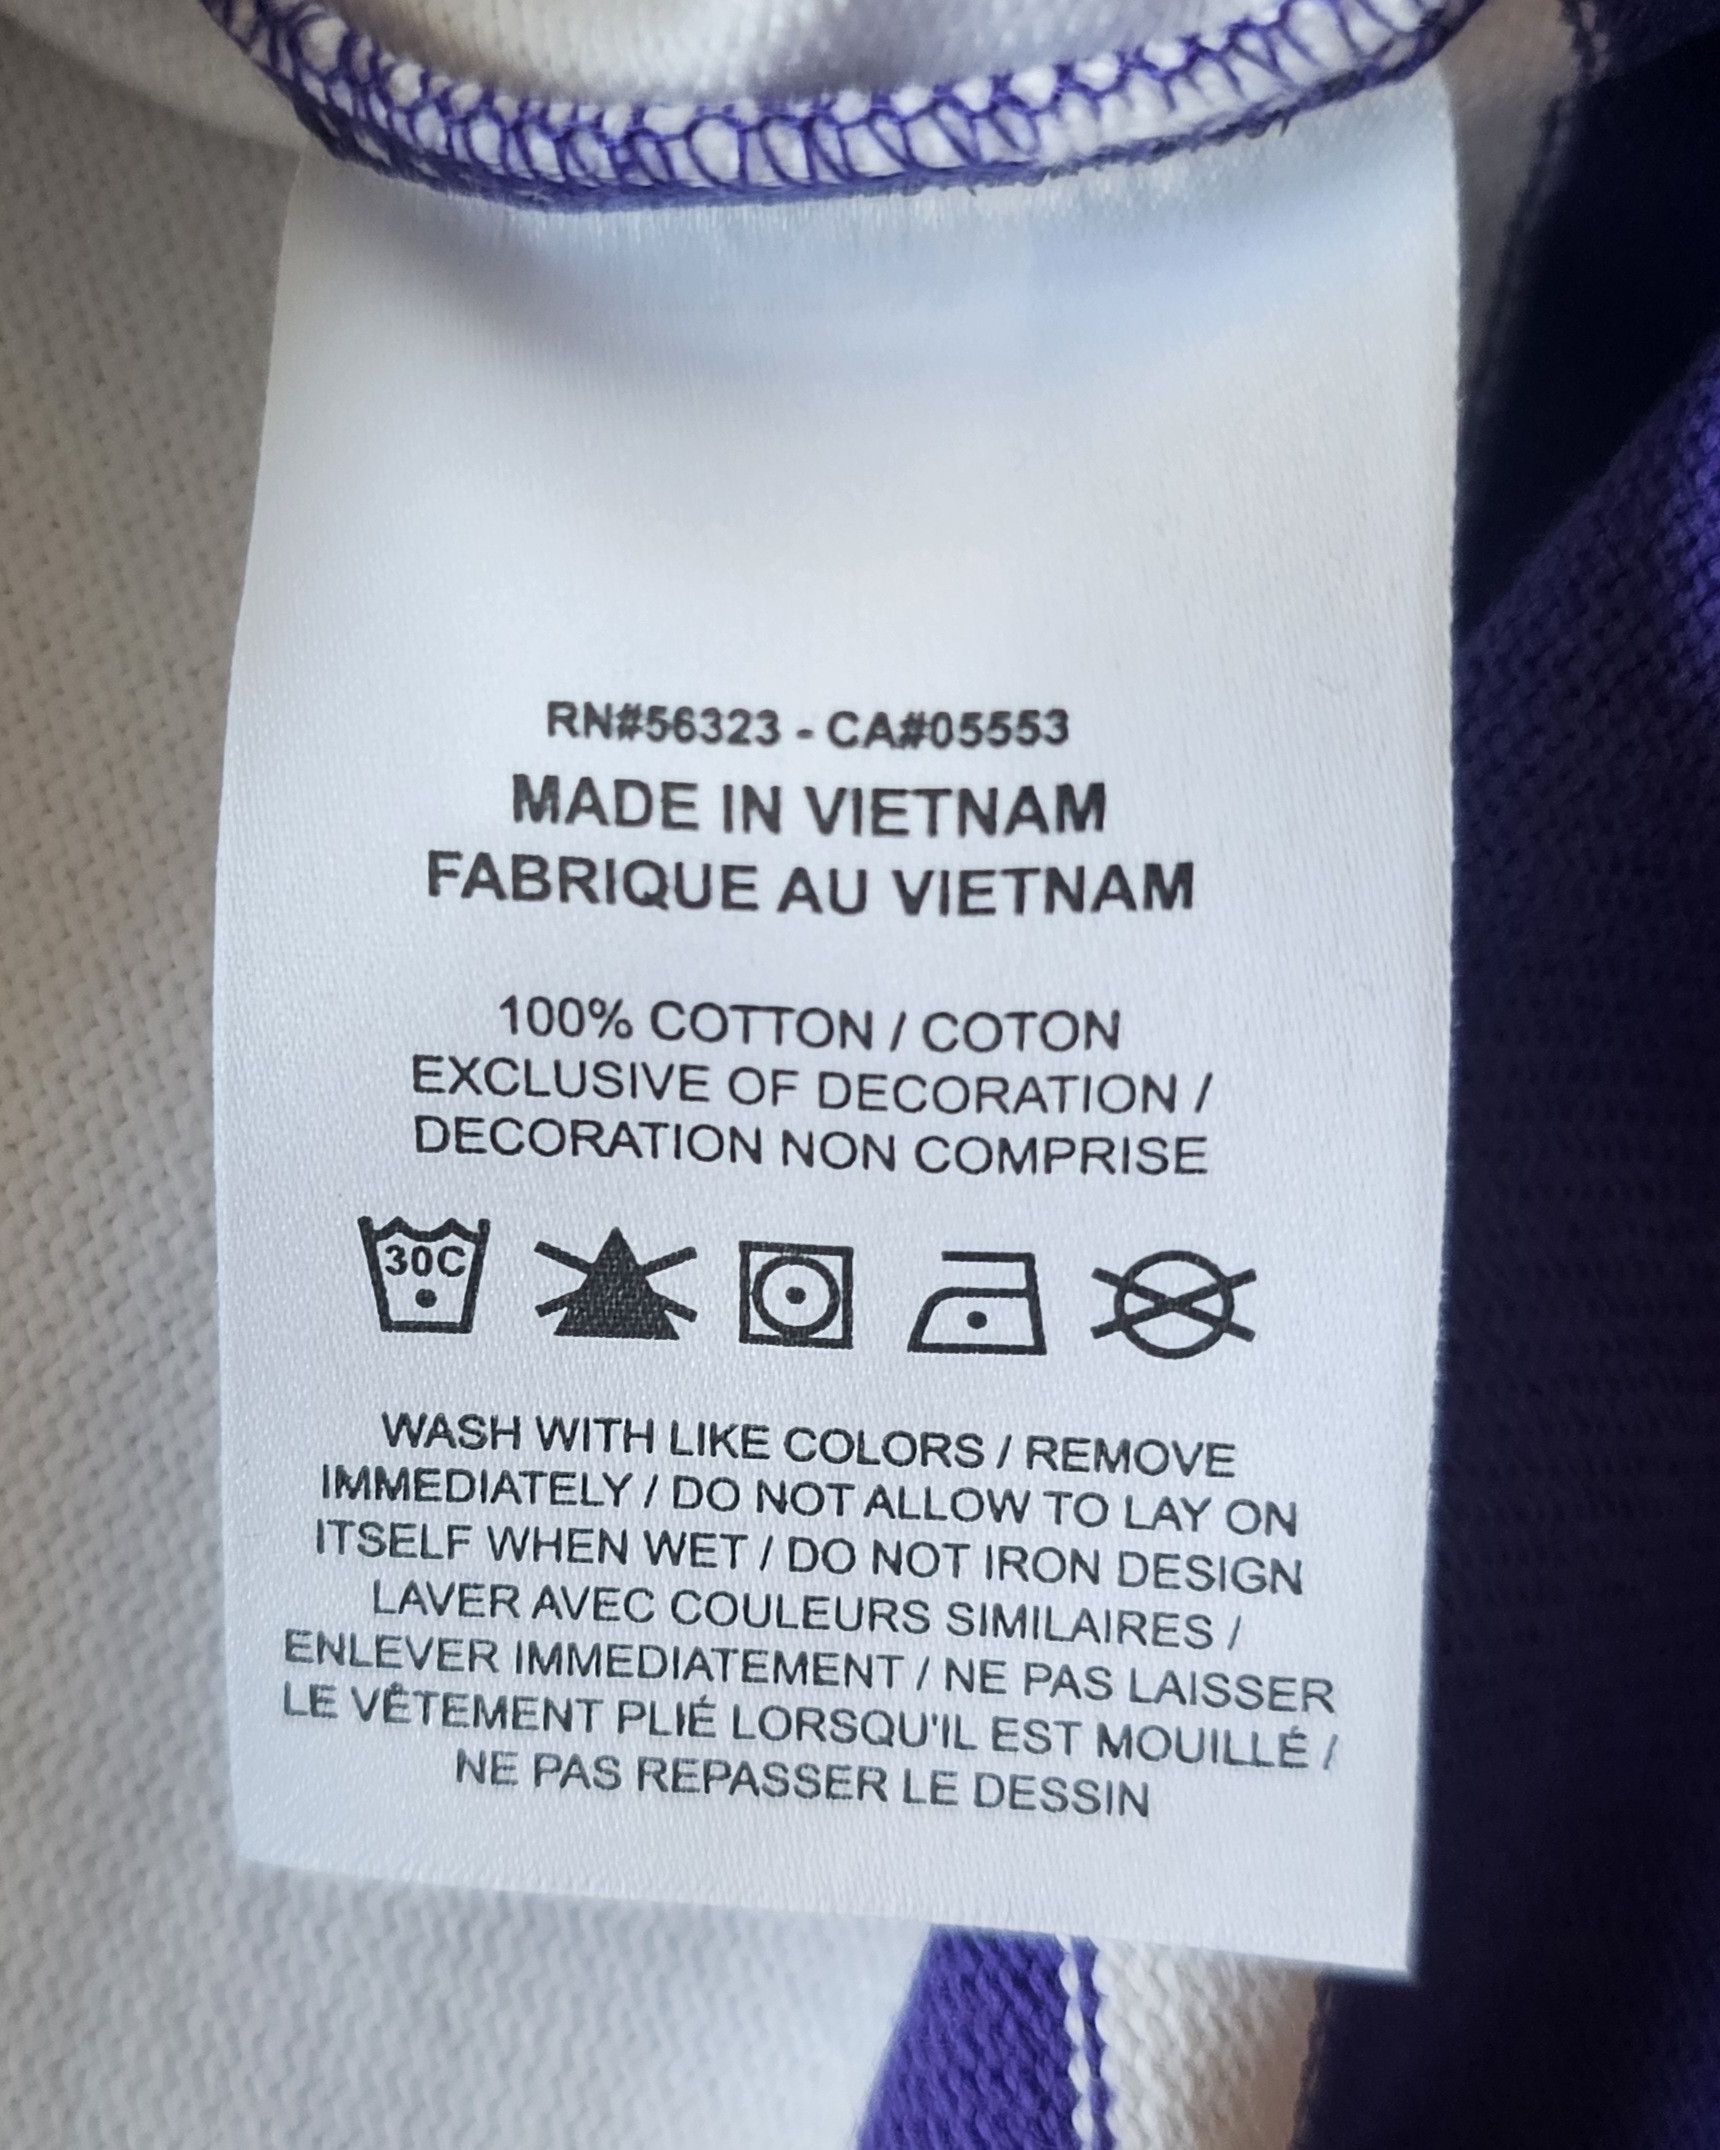 RN#56323 - CA#05553
MADE IN VIETNAM
FABRIQUE AU VIETNAM
100% COTTON / COTON
EXCLUSIVE OF DECORATION /
DECORATION NON COMPRISE
30C
WASH WITH LIKE COLORS / REMOVE
IMMEDIATELY / DO NOT ALLOW TO LAY ON
ITSELF WHEN WET / DO NOT IRON DESIGN
LAVER AVEC COULEURS SIMILAIRES /
ENLEVER IMMEDIATEMENT / NE PAS LAISSER
LE VÊTEMENT PLIÉ LORSQU'IL EST MOUILLÉ /
NE PAS REPASSER LE DESSIN